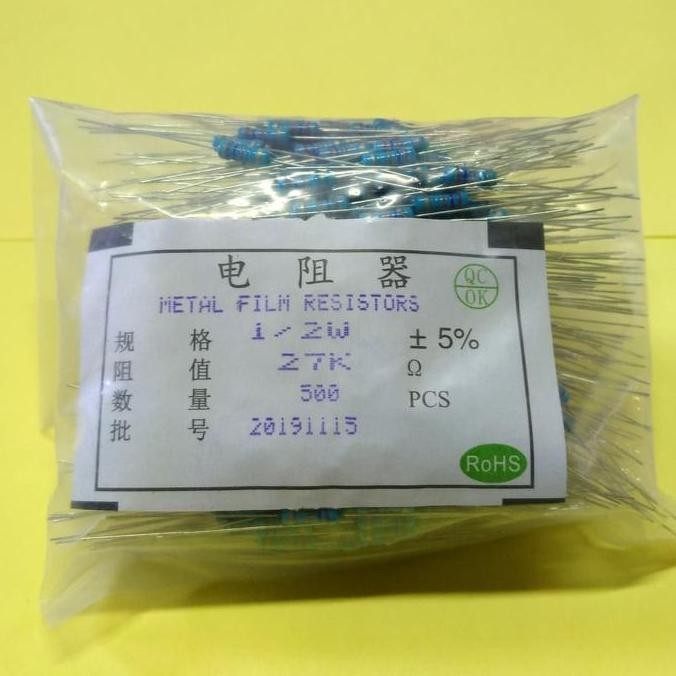 电 阻 器
QC
OK
METAL FILM RESISTORS
规 格 1/2W ± 5%
阻 值 27K Ω
数 量 500 PCS
批 号 20191115
RoHS